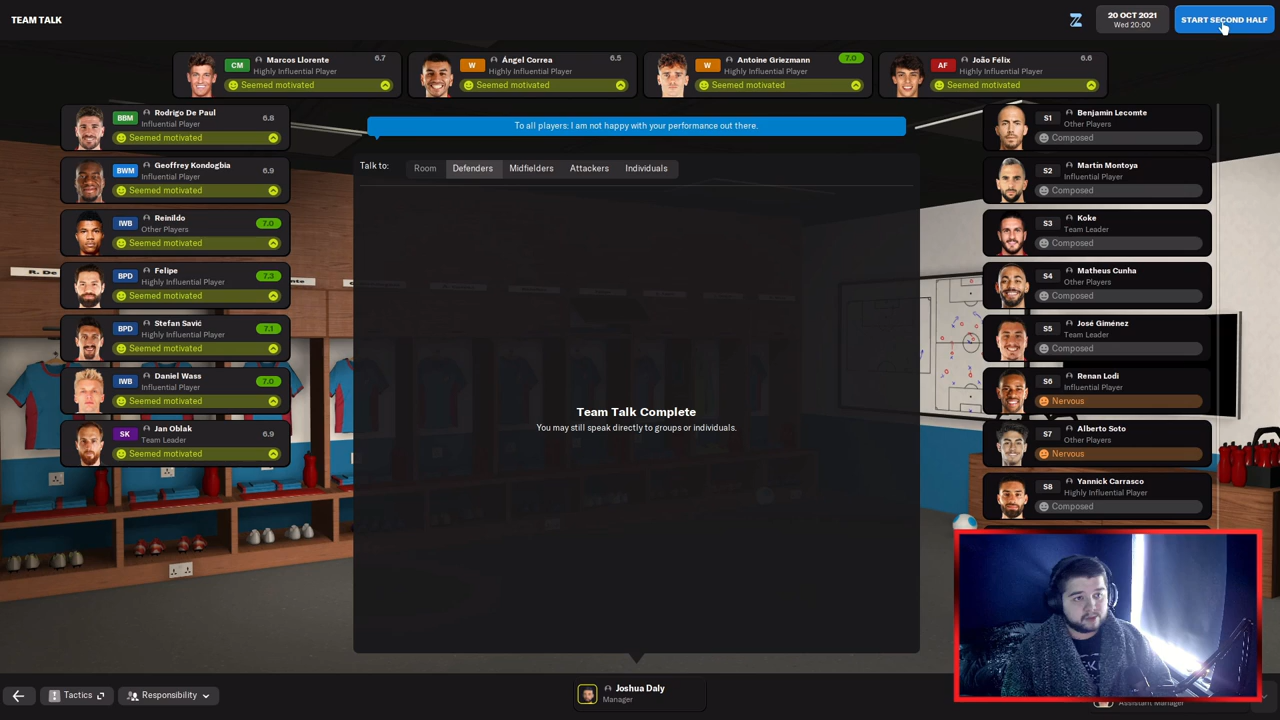 TEAM TALK
20 OCT 2021
Wed 20:00
START SECOND HALF
CM
Marcos Llorente
6.7
Highly Influential Player
Seemed motivated
W
Ángel Correa
6.5
Highly Influential Player
Seemed motivated
W
Antoine Griezmann
7.0
Highly Influential Player
Seemed motivated
AF
João Félix
6.6
Highly Influential Player
Seemed motivated
BBM
Rodrigo De Paul
Influential Player
6.8
Seemed motivated
BWM
Geoffrey Kondogbia
Influential Player
6.9
Seemed motivated
IWB
Reinildo
Other Players
7.0
Seemed motivated
BPD
Felipe
Highly Influential Player
7.3
Seemed motivated
BPD
Stefan Savić
Highly Influential Player
7.1
Seemed motivated
IWB
Daniel Wass
Influential Player
7.0
Seemed motivated
SK
Jan Oblak
Team Leader
6.9
Seemed motivated
R. De
To all players: I am not happy with your performance out there.
Talk to:
Room
Defenders
Midfielders
Attackers
Individuals
Team Talk Complete
You may still speak directly to groups or individuals.
S1
Benjamin Lecomte
Other Players
Composed
S2
Martín Montoya
Influential Player
Composed
S3
Koke
Team Leader
Composed
S4
Matheus Cunha
Other Players
Composed
S5
José Giménez
Team Leader
Composed
S6
Renan Lodi
Influential Player
Nervous
S7
Alberto Soto
Other Players
Nervous
S8
Yannick Carrasco
Highly Influential Player
Composed
Tactics
Responsibility
Joshua Daly
Manager
Assistant Manager